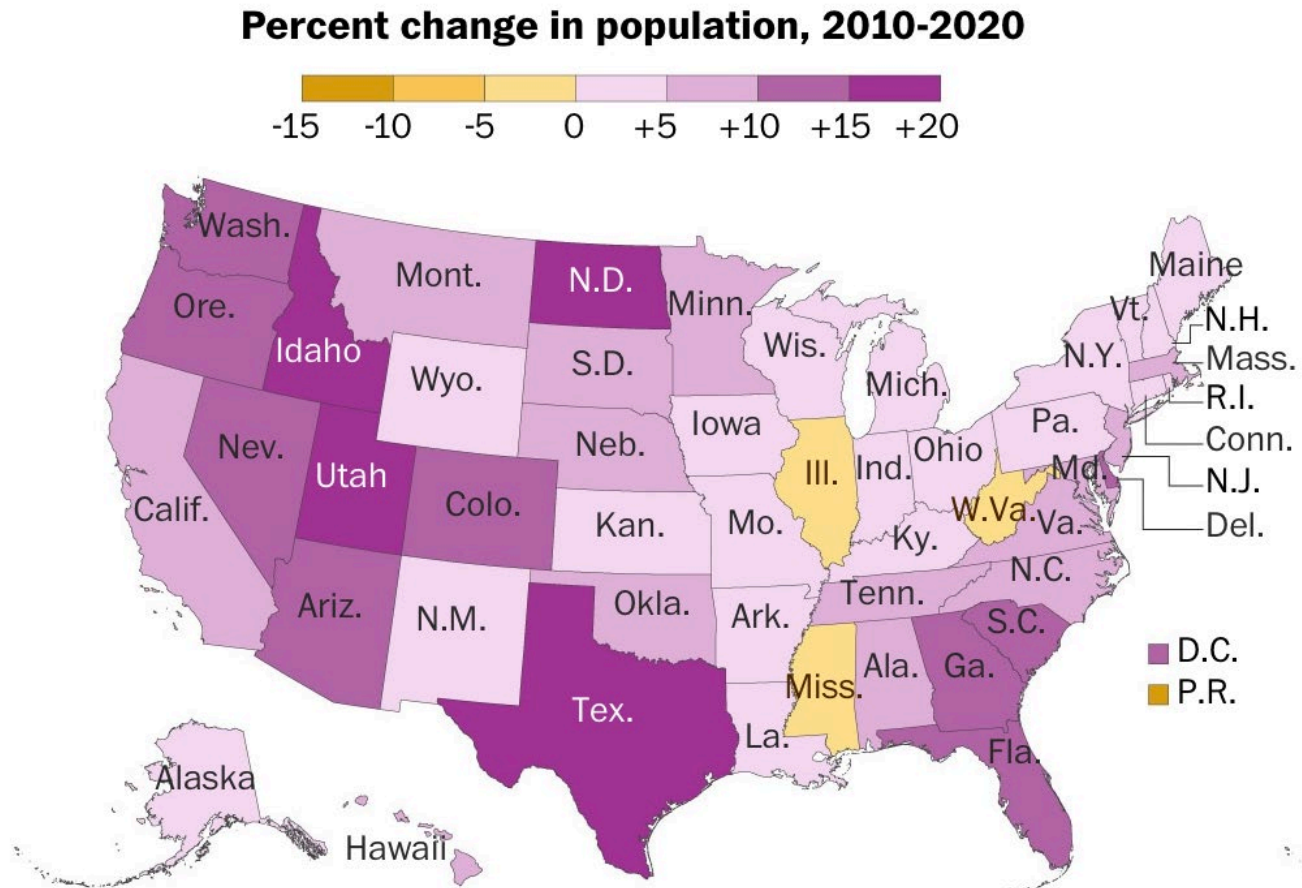 Percent change in population, 2010-2020
-15 -10 -5 0 +5 +10 +15 +20
Wash.
Mont.
N.D.
Minn.
Maine
Ore.
Idaho
Vt.
N.H.
Wyo.
S.D.
Wis.
Mich.
N.Y.
Mass.
R.I.
Nev.
Utah
Neb.
Iowa
Ohio
Pa.
Conn.
Calif.
Colo.
Kan.
Mo.
Ill.
Ind.
W.Va.
Md.
N.J.
Va.
Del.
Ky.
Ariz.
N.M.
Okla.
Ark.
Tenn.
N.C.
S.C.
Tex.
Miss.
Ala.
Ga.
D.C.
P.R.
La.
Fla.
Alaska
Hawaii